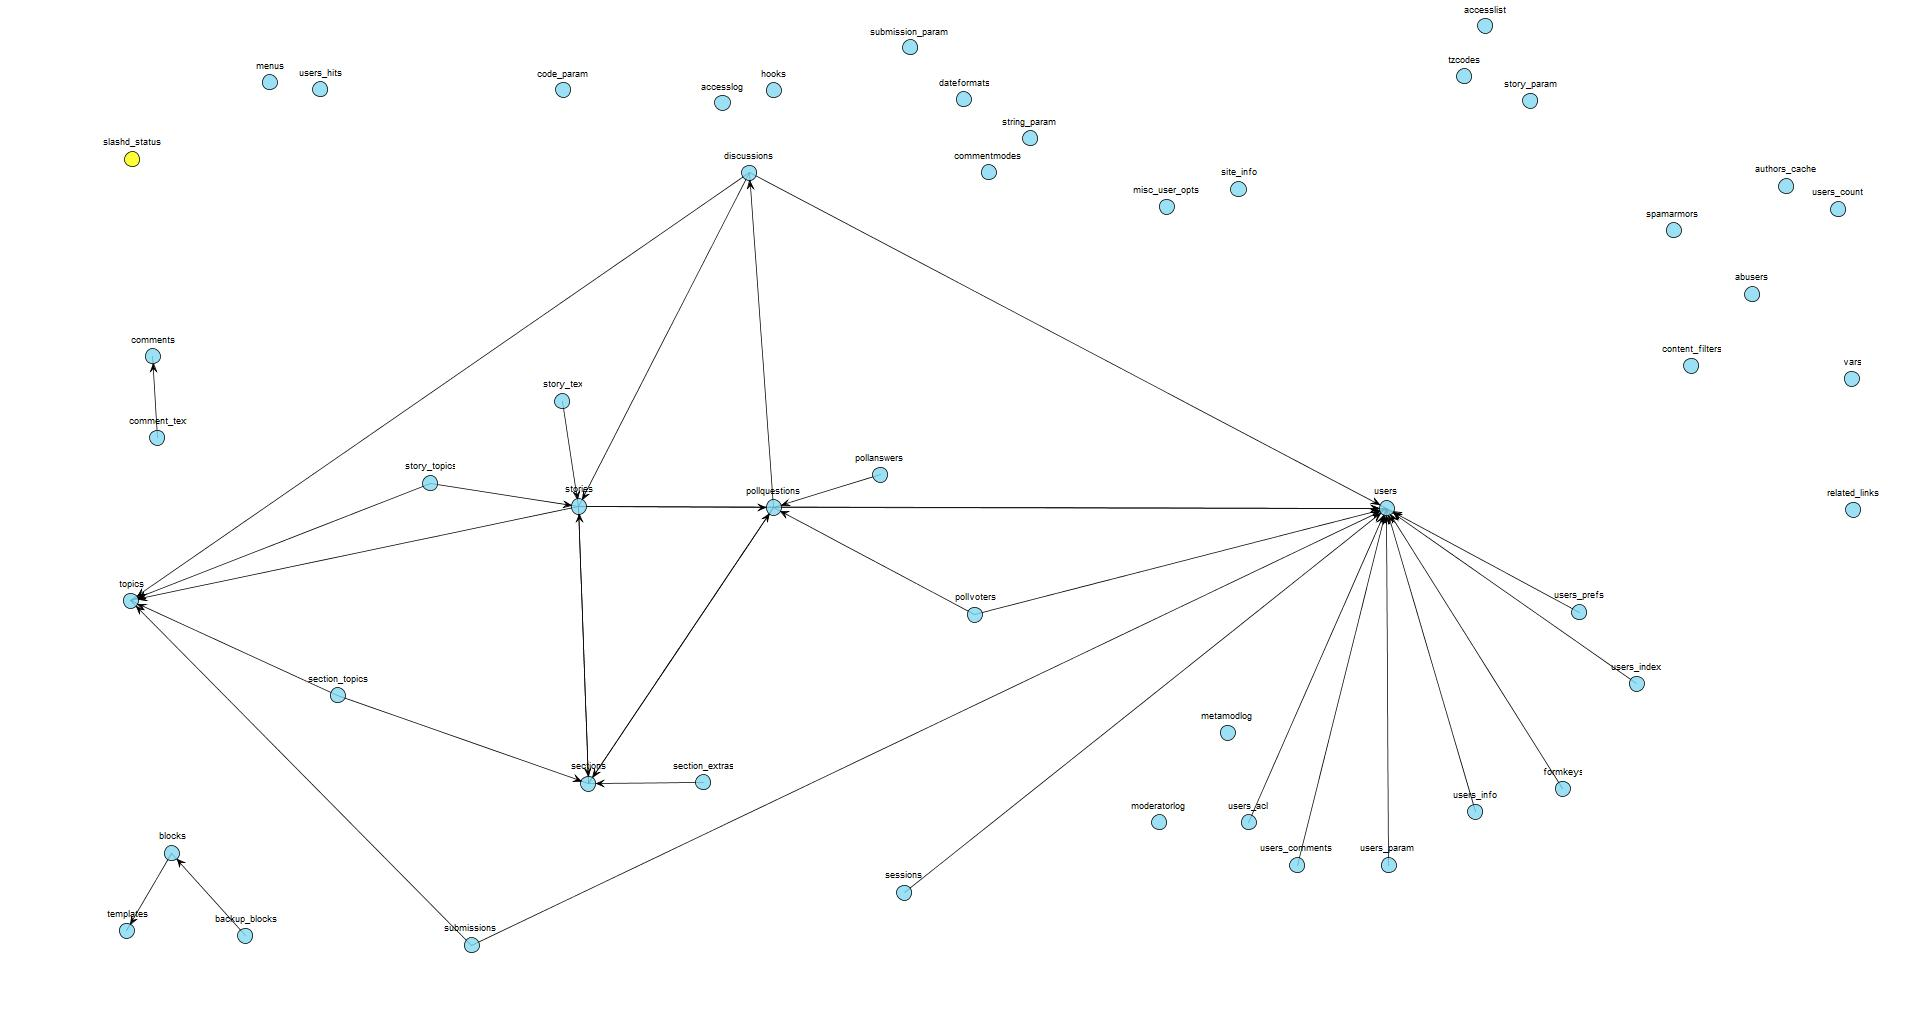 accesslist
submission_param
tzcodes
menus
users_hits
code_param
hooks
accesslog
dateformats
story_param
string_param
slashd_status
discussions
commentmodes
site_info
misc_user_opts
authors_cache
users_count
spamarmors
abusers
comments
content_filters
vars
story_tex
comment_tex
story_topics
pollanswers
stories
pollquestions
users
related_links
topics
pollvoters
users_prefs
users_index
section_topics
metamodlog
sections
section_extras
formkeys
users_info
moderatorlog
users_acl
blocks
users_comments
users_param
sessions
templates
backup_blocks
submissions